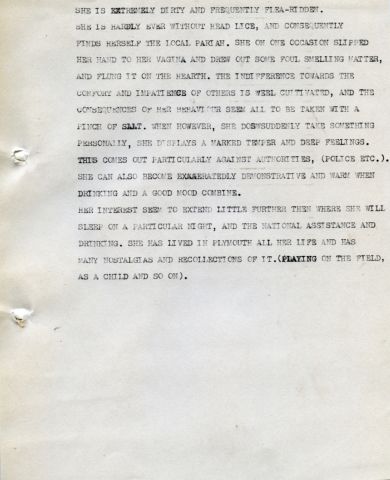 SHE IS EXTREMELY DIRTY AND FREQUENTLY FLEA-RIDDEN.
SHE IS HARDLY EVER WITHOUT HEAD LICE, AND CONSEQUENTLY
FINDS HERSELF THE LOCAL PARIAH. SHE ON ONE OCCASION SLIPPED
HER HAND TO HER VAGINA AND DREW OUT SOME FOUL SMELLING MATTER,
AND FLUNG IT ON THE HEARTH. THE INDIFFERENCE TOWARDS THE
COMFORT AND IMPATIENCE OF OTHERS IS WELL CULTIVATED, AND THE
CONSEQUENCES OF HER BEHAVIOUR SEEM ALL TO BE TAKEN WITH A
PINCH OF SALT. WHEN HOWEVER, SHE DOWSUDDENLY TAKE SOMETHING
PERSONALLY, SHE DISPLAYS A MARKED TEMPER AND DEEP FEELINGS.
THIS COMES OUT PARTICULARLY AGAINST AUTHORITIES, (POLICE ETC.).
SHE CAN ALSO BECOME EXAAERATEDLY DEMONSTRATIVE AND WARM WHEN
DRINKING AND A GOOD MOOD COMBINE.
HER INTEREST SEEM TO EXTEND LITTLE FURTHER THEN WHERE SHE WILL
SLEEP ON A PARTICULAR NIGHT, AND THE NATIONAL ASSISTANCE AND
DRINKING. SHE HAS LIVED IN PLYMOUTH ALL HER LIFE AND HAS
MANY NOSTALGIAS AND RECOLLECTIONS OF IT.(PLAYING ON THE FIELD,
AS A CHILD AND SO ON).